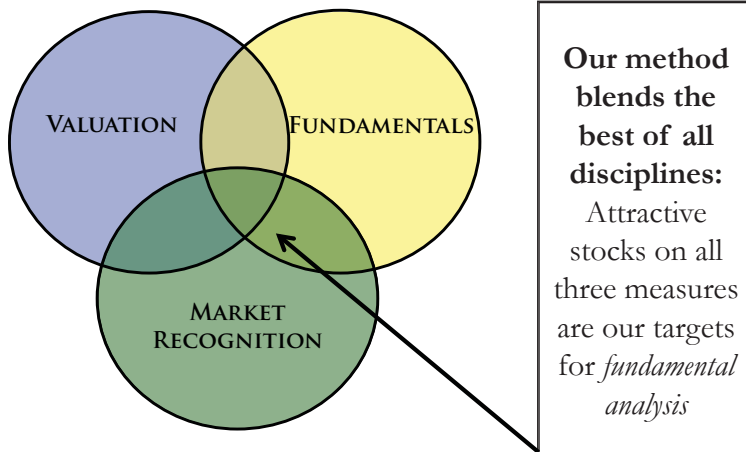 VALUATION
FUNDAMENTALS
MARKET
RECOGNITION
Our method
blends the
best of all
disciplines:
Attractive
stocks on all
three measures
are our targets
for fundamental
analysis